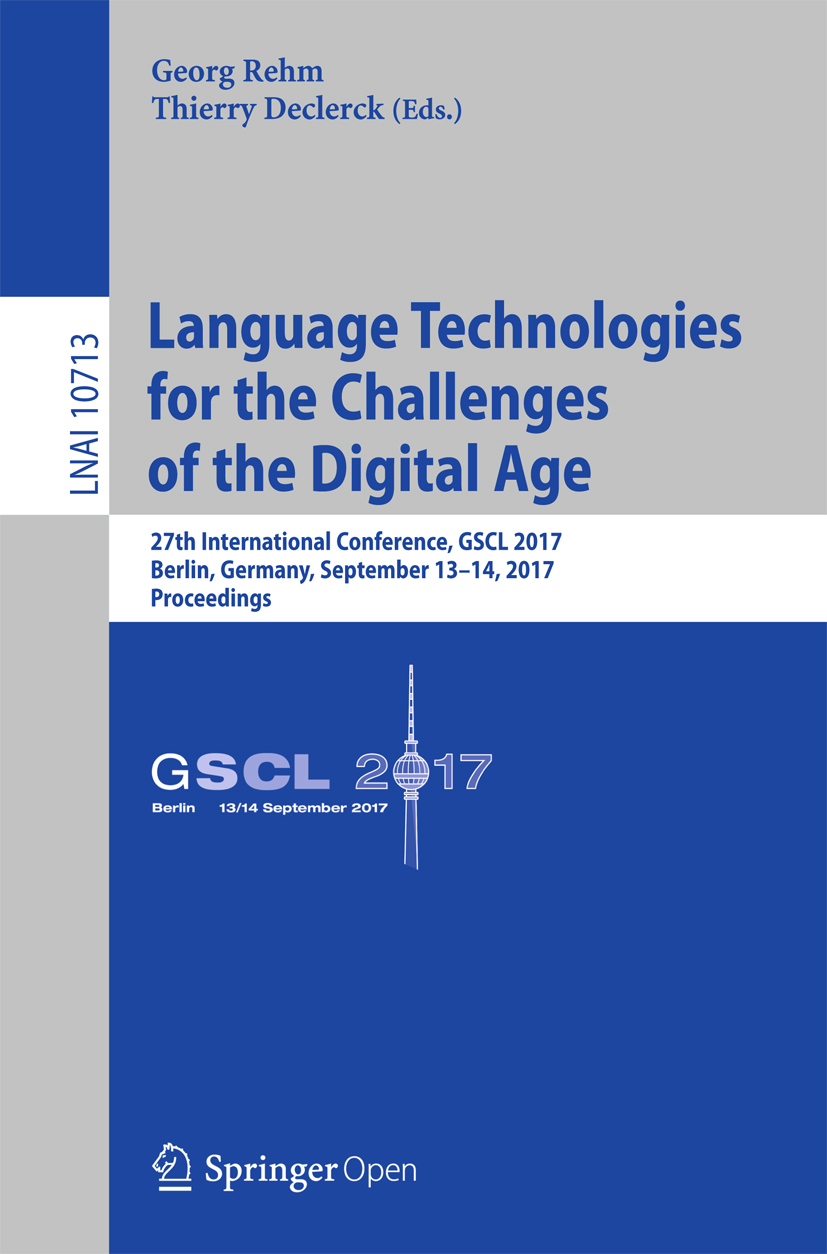 Georg Rehm
Thierry Declerck (Eds.)
LNAI 10713
Language Technologies
for the Challenges
of the Digital Age
27th International Conference, GSCL 2017
Berlin, Germany, September 13–14, 2017
Proceedings
GSCL 2017
Berlin 13/14 September 2017
Springer Open